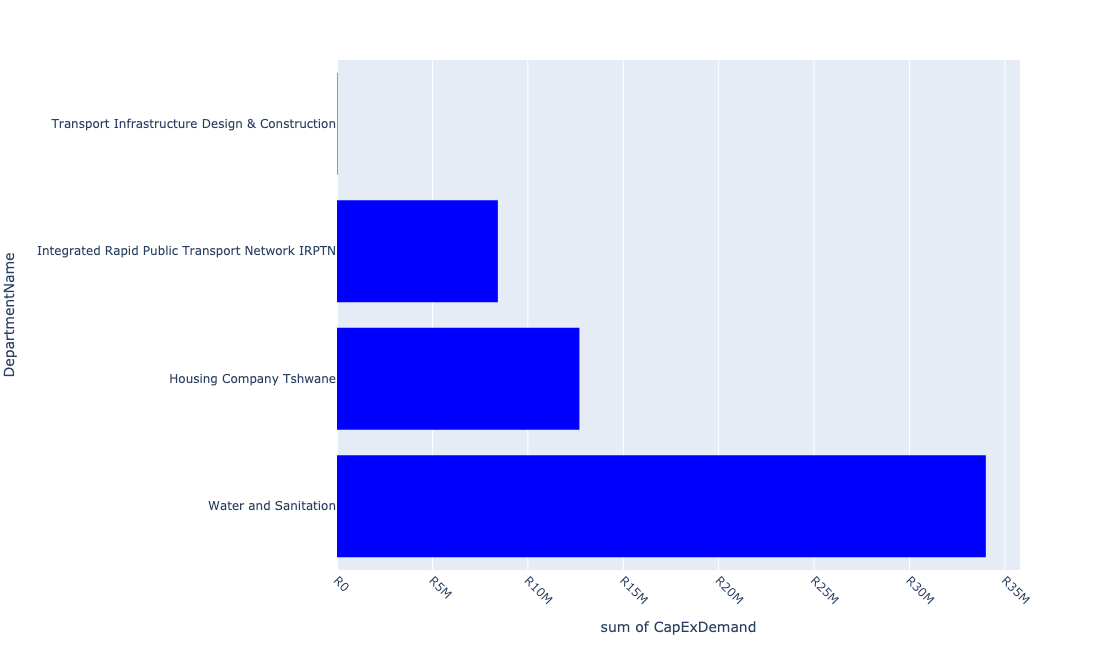 Transport Infrastructure Design & Construction
Integrated Rapid Public Transport Network IRPTN
Housing Company Tshwane
Water and Sanitation
DepartmentName
R0
R5M
R10M
R15M
R20M
R25M
R30M
R35M
sum of CapExDemand